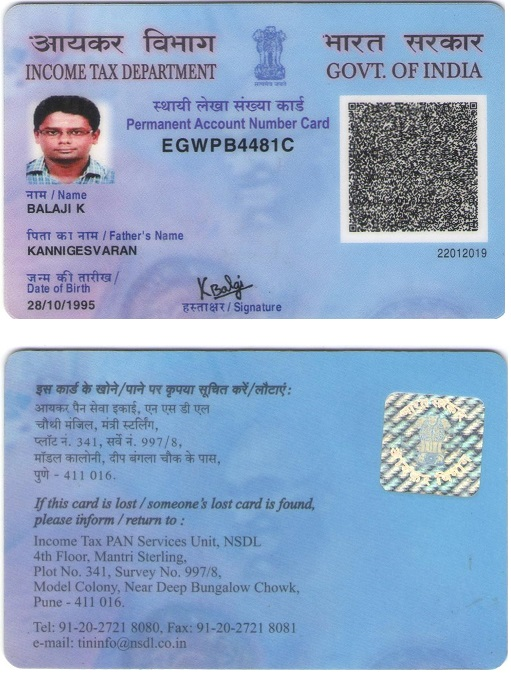 आयकर विभाग
INCOME TAX DEPARTMENT
भारत सरकार
GOVT. OF INDIA
स्थायी लेखा संख्या कार्ड
Permanent Account Number Card
EGWPB4481C
नाम / Name
BALAJI K
पिता का नाम / Father's Name
KANNIGESVARAN
22012019
जन्म की तारीख /
Date of Birth
28/10/1995
K Balaji
हस्ताक्षर / Signature
इस कार्ड के खोने/पाने पर कृपया सूचित करें/लौटाएं:
आयकर पैन सेवा इकाई, एन एस डी एल
चौथी मंजिल, मंत्री स्टर्लिंग,
प्लॉट नं. 341, सर्वे नं. 997/8,
मॉडल कालोनी, दीप बंगला चौक के पास,
पुणे - 411 016.
If this card is lost / someone's lost card is found,
please inform / return to :
Income Tax PAN Services Unit, NSDL
4th Floor, Mantri Sterling,
Plot No. 341, Survey No. 997/8,
Model Colony, Near Deep Bungalow Chowk,
Pune - 411 016.
Tel: 91-20-2721 8080, Fax: 91-20-2721 8081
e-mail: tininfo@nsdl.co.in